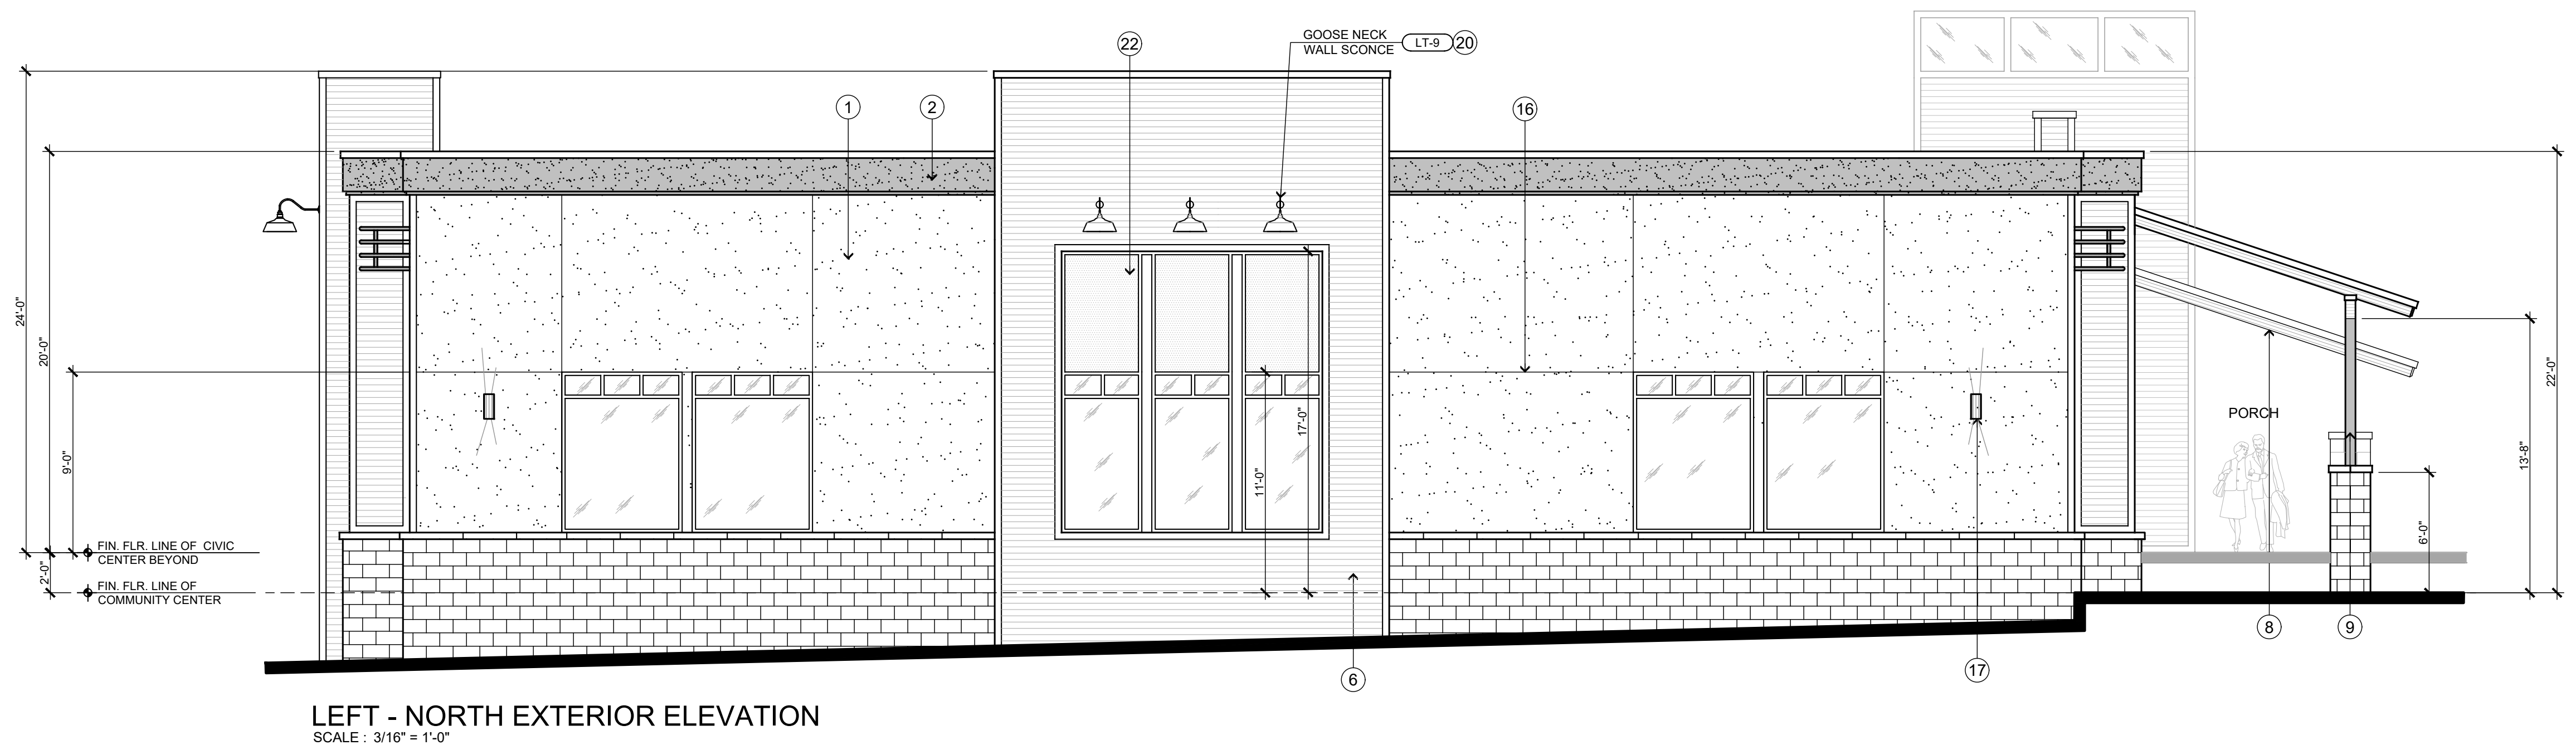 22
GOOSE NECK
WALL SCONCE
LT-9
20
1
2
16
24'-0"
20'-0"
9'-0"
2'-0"
FIN. FLR. LINE OF CIVIC
CENTER BEYOND
FIN. FLR. LINE OF
COMMUNITY CENTER
11'-0"
17'-0"
PORCH
6'-0"
13'-8"
22'-0"
6
17
8
9
LEFT - NORTH EXTERIOR ELEVATION
SCALE : 3/16" = 1'-0"